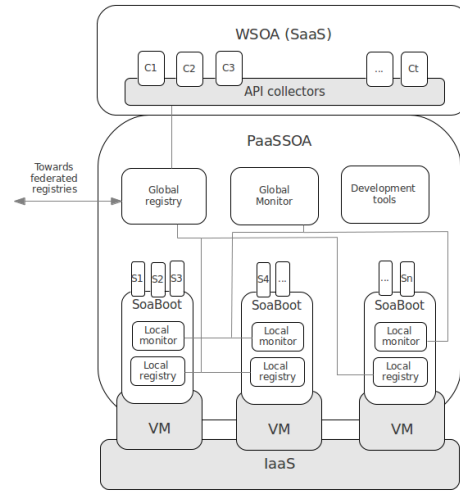 WSOA (SaaS)
C1
C2
C3
...
Ct
API collectors
PaaSSOA
Towards
federated
registries
Global
registry
Global
Monitor
Development
tools
S1
S2
S3
S4
...
...
Sn
SoaBoot
SoaBoot
SoaBoot
Local
monitor
Local
monitor
Local
monitor
Local
registry
Local
registry
Local
registry
VM
VM
VM
IaaS